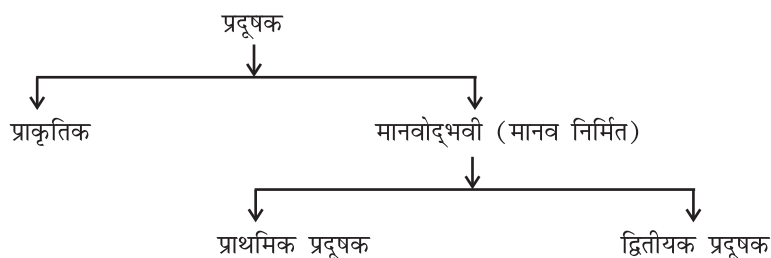 प्रदूषक
प्राकृतिक मानवोद्भवी (मानव निर्मित)
प्राथमिक प्रदूषक द्वितीयक प्रदूषक